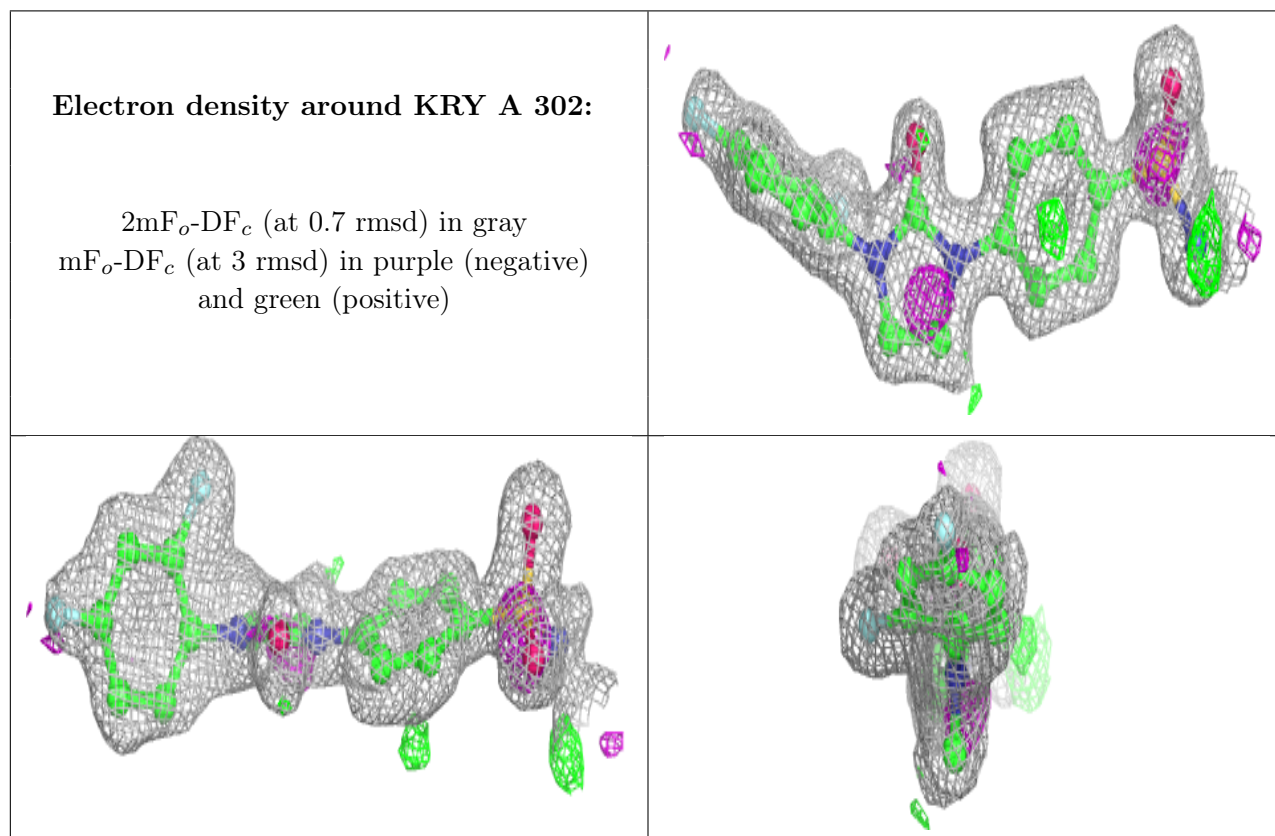 Electron density around KRY A 302:
2mFₒ-DF𝒸 (at 0.7 rmsd) in gray
mFₒ-DF𝒸 (at 3 rmsd) in purple (negative)
and green (positive)